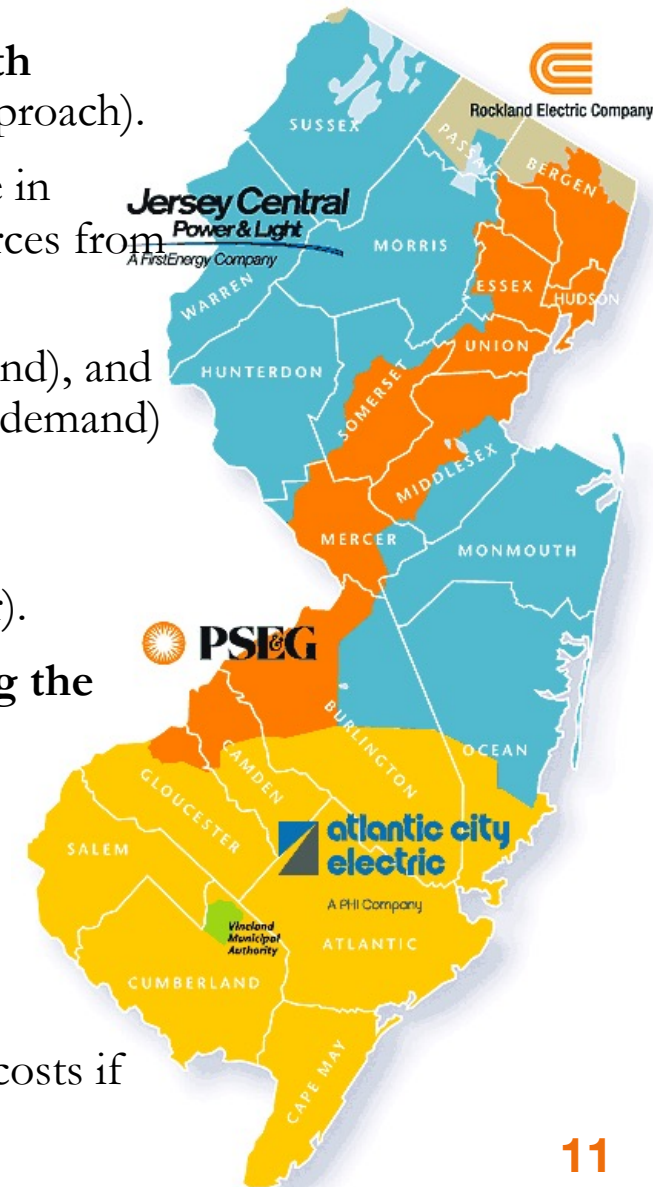 th
proach).
Rockland Electric Company
SUSSEX
PASSAI
BERGEN
e in
Jersey Central
Power & Light
rces from
A FirstEnergy Company
MORRIS
ESSEX
HUDSON
WARREN
UNION
HUNTERDON
SOMERSET
nd), and
demand)
MIDDLESEX
MERCER
MONMOUTH
).
PSE&G
g the
BURLINGTON
OCEAN
CAMDEN
GLOUCESTER
atlantic city
electric
SALEM
A PHI Company
Vineland
Municipal
Authority
ATLANTIC
CUMBERLAND
CAPE MAY
costs if
11